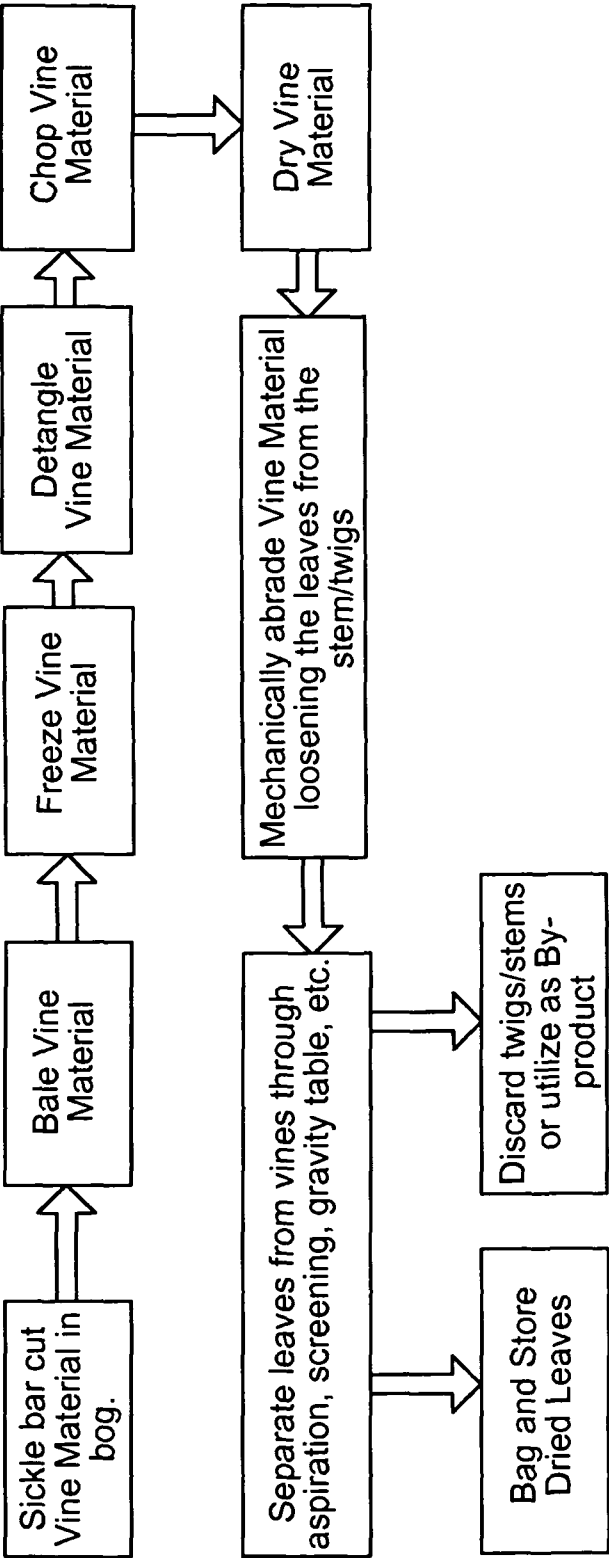 Sickle bar cut
Vine Material in
bog.
Bale Vine
Material
Freeze Vine
Material
Detangle
Vine Material
Chop Vine
Material
Dry Vine
Material
Mechanically abrade Vine Material
loosening the leaves from the
stem/twigs
Separate leaves from vines through
aspiration, screening, gravity table, etc.
Discard twigs/stems
or utilize as By-
product
Bag and Store
Dried Leaves